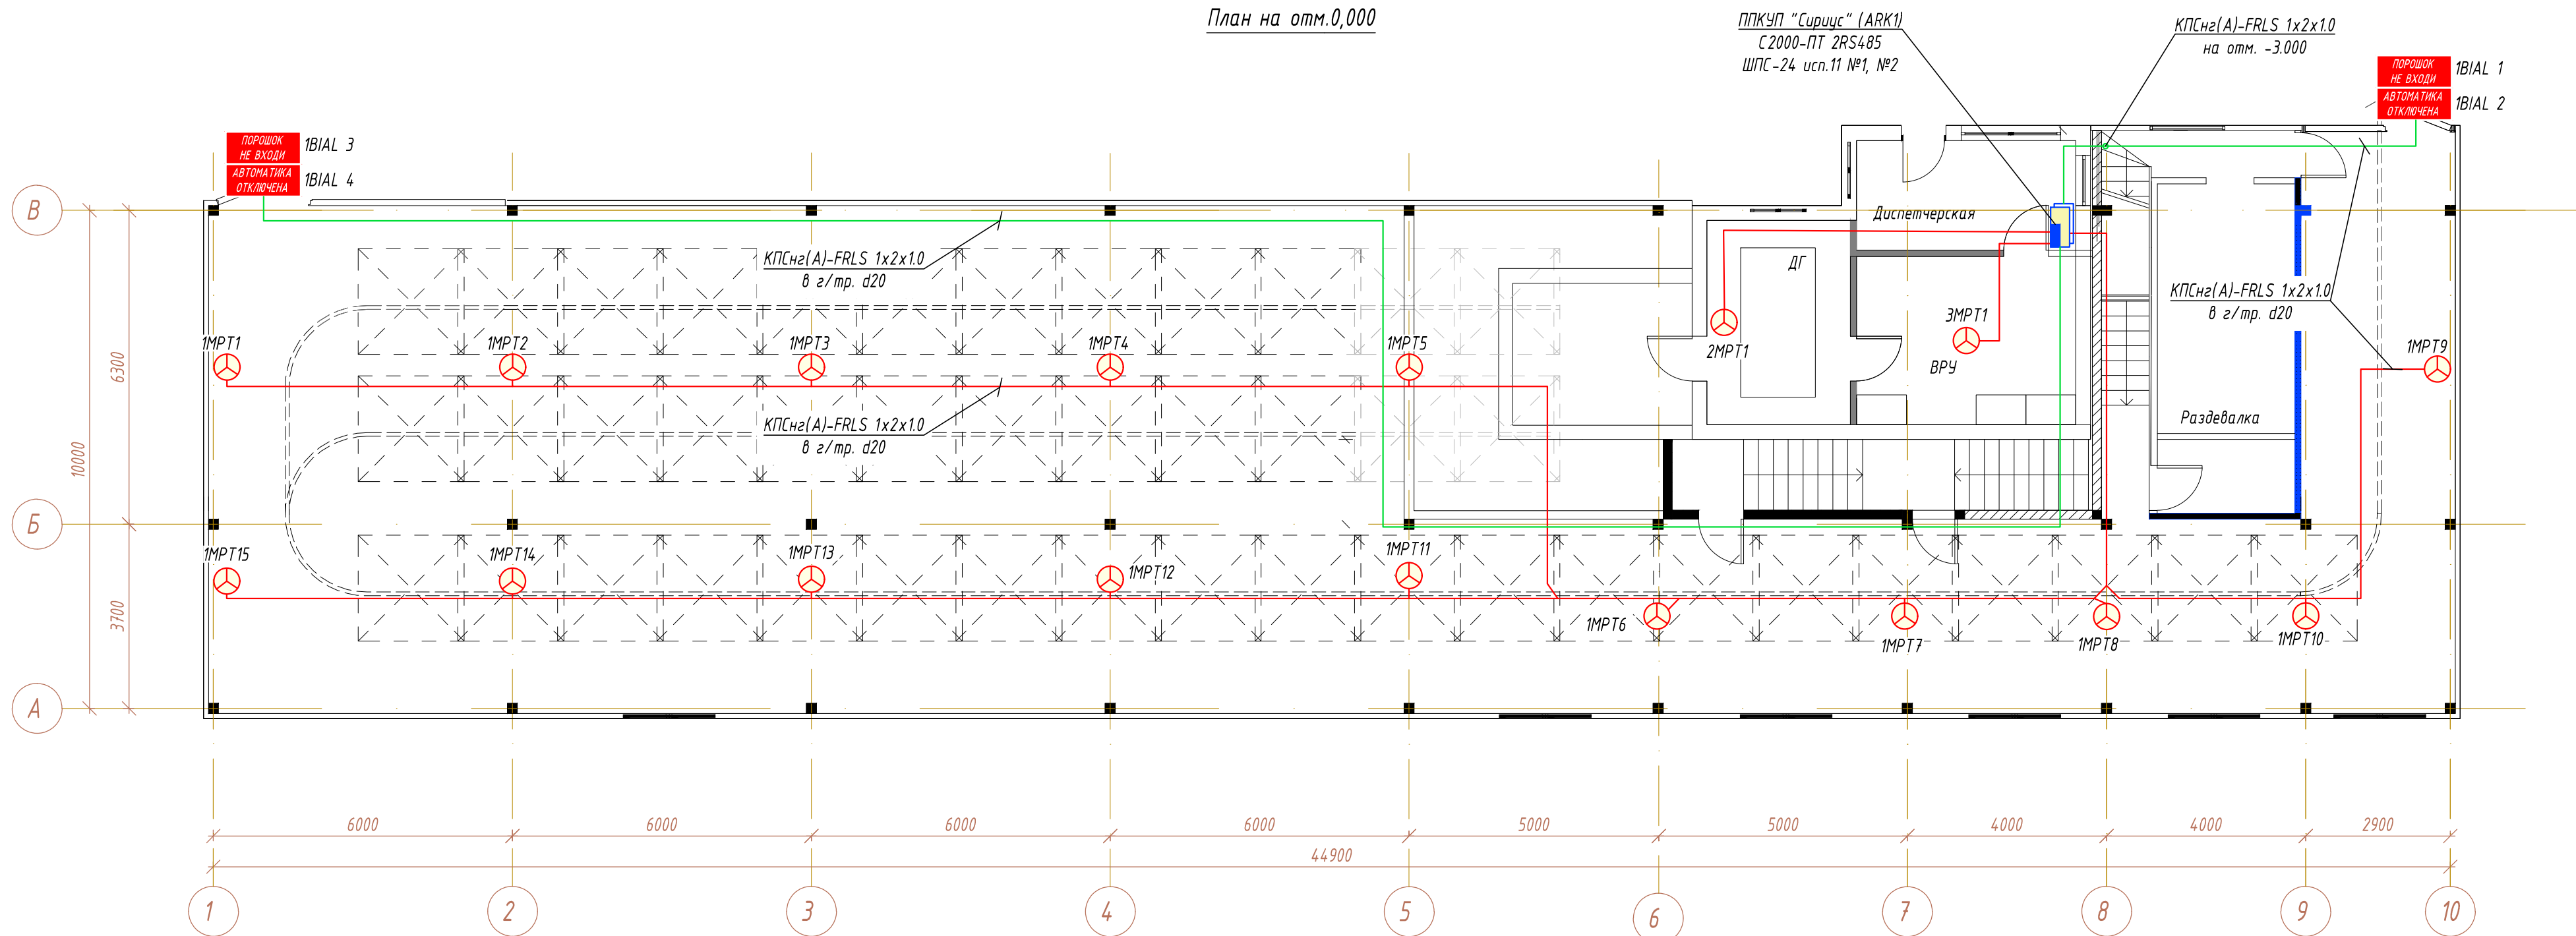 План на отм.0,000
ППКУП "Сириус" (ARK1)
С2000-ПТ 2RS485
ШПС-24 исп.11 №1, №2
КПСнг(А)-FRLS 1x2x1.0
на отм. -3.000
ПОРОШОК
НЕ ВХОДИ
1BIAL 1
АВТОМАТИКА
ОТКЛЮЧЕНА
1BIAL 2
ПОРОШОК
НЕ ВХОДИ
1BIAL 3
АВТОМАТИКА
ОТКЛЮЧЕНА
1BIAL 4
В
Диспетчерская
КПСнг(А)-FRLS 1x2x1.0
в г/тр. d20
ДГ
КПСнг(А)-FRLS 1x2x1.0
в г/тр. d20
1МРТ1
1МРТ2
1МРТ3
1МРТ4
1МРТ5
2МРТ1
3МРТ1
ВРУ
1МРТ9
6300
10000
КПСнг(А)-FRLS 1x2x1.0
в г/тр. d20
Раздевалка
Б
1МРТ15
1МРТ14
1МРТ13
1МРТ12
1МРТ11
1МРТ6
1МРТ7
1МРТ8
1МРТ10
3700
А
6000
6000
6000
6000
5000
5000
4000
4000
2900
44900
1
2
3
4
5
6
7
8
9
10